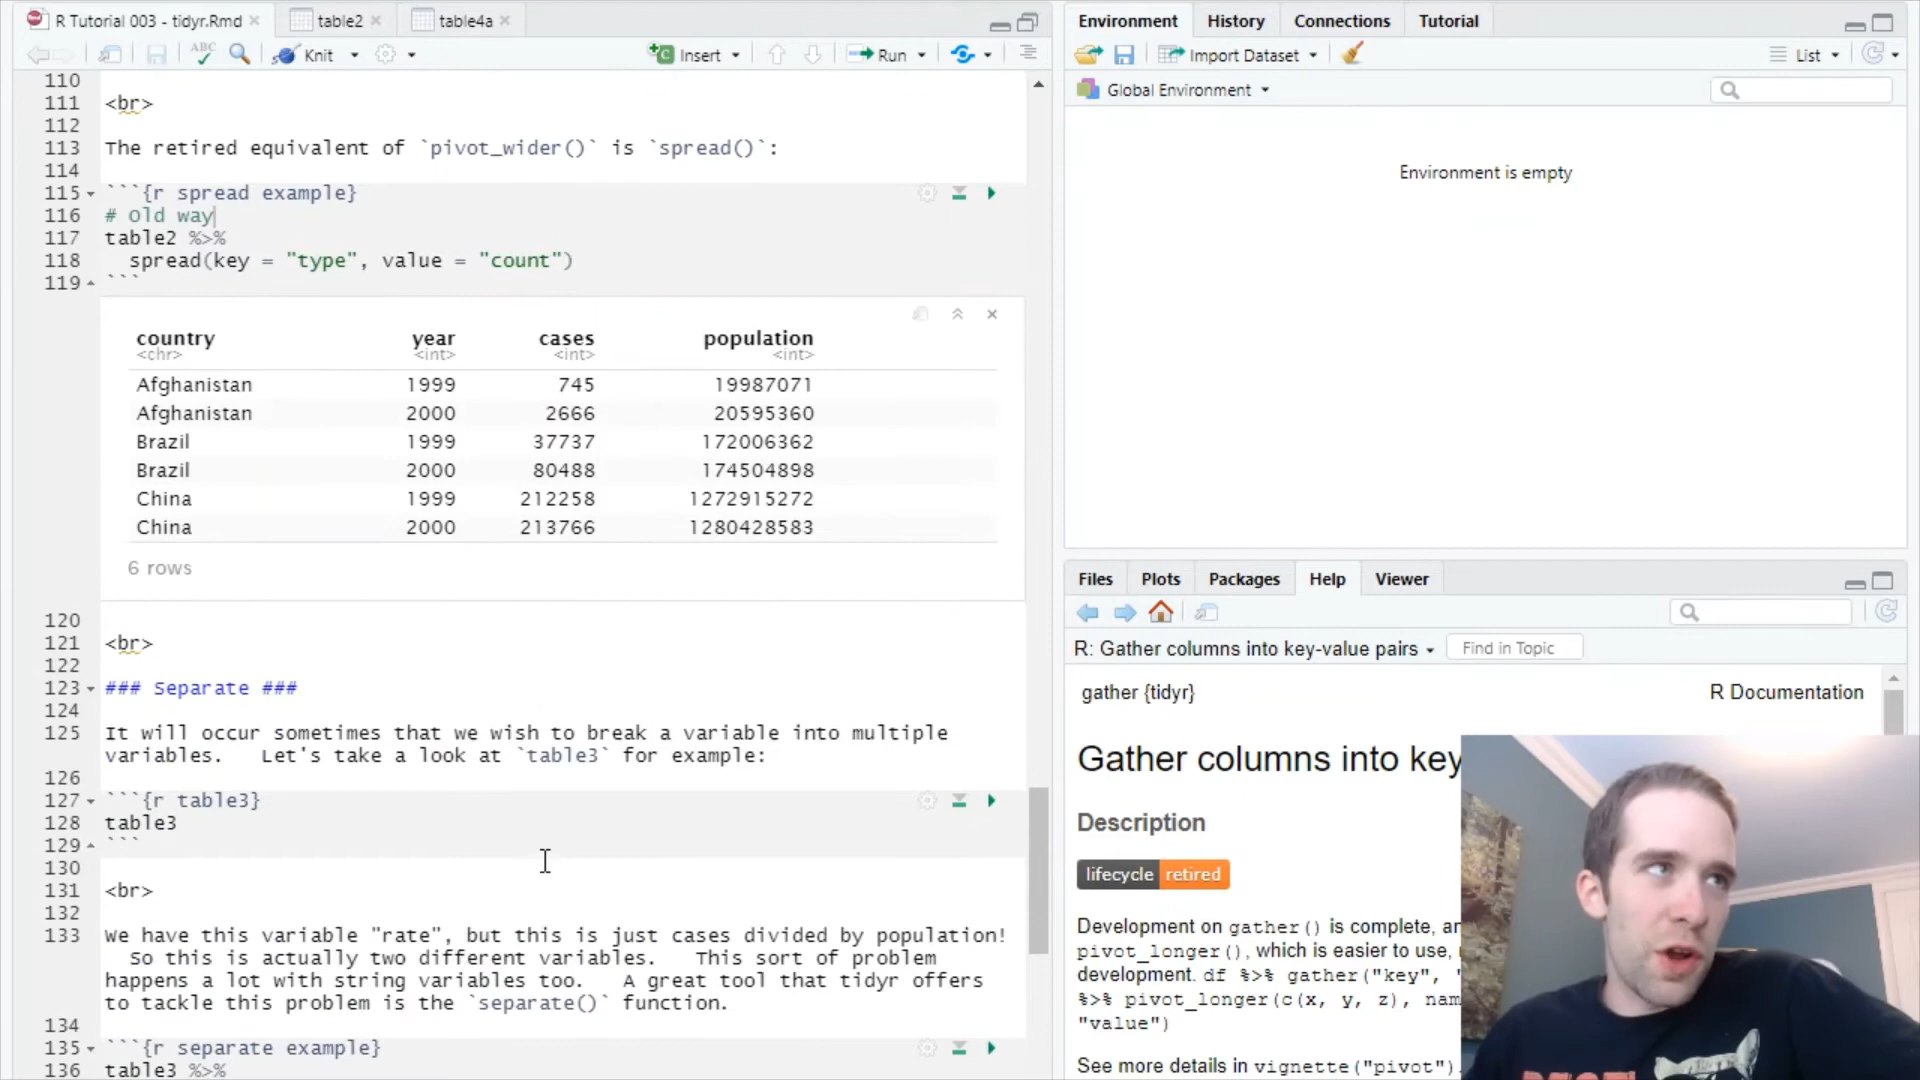 R Tutorial 003 - tidyr.Rmd
table2
table4a
ABC
Knit
Insert
Run
110
111 <br>
112
113 The retired equivalent of `pivot_wider()` is `spread()`:
114
115 ```{r spread example}
116 # Old way
117 table2 %>%
118 spread(key = "type", value = "count")
119 ```
country year cases population
<chr> <int> <int> <int>
Afghanistan 1999 745 19987071
Afghanistan 2000 2666 20595360
Brazil 1999 37737 172006362
Brazil 2000 80488 174504898
China 1999 212258 1272915272
China 2000 213766 1280428583
6 rows
120
121 <br>
122
123 ### Separate ###
124
125 It will occur sometimes that we wish to break a variable into multiple
variables. Let's take a look at `table3` for example:
126
127 ```{r table3}
128 table3
129 ```
130
131 <br>
132
133 We have this variable "rate", but this is just cases divided by population!
So this is actually two different variables. This sort of problem
happens a lot with string variables too. A great tool that tidyr offers
to tackle this problem is the `separate()` function.
134
135 ```{r separate example}
136 table3 %>%
Environment History Connections Tutorial
Import Dataset
List
Global Environment
Environment is empty
Files Plots Packages Help Viewer
R: Gather columns into key-value pairs
Find in Topic
gather {tidyr} R Documentation
Gather columns into key
Description
lifecycle retired
Development on gather() is complete, an
pivot_longer(), which is easier to use,
development. df %>% gather("key", "
%>% pivot_longer(c(x, y, z), nam
"value")
See more details in vignette("pivot").